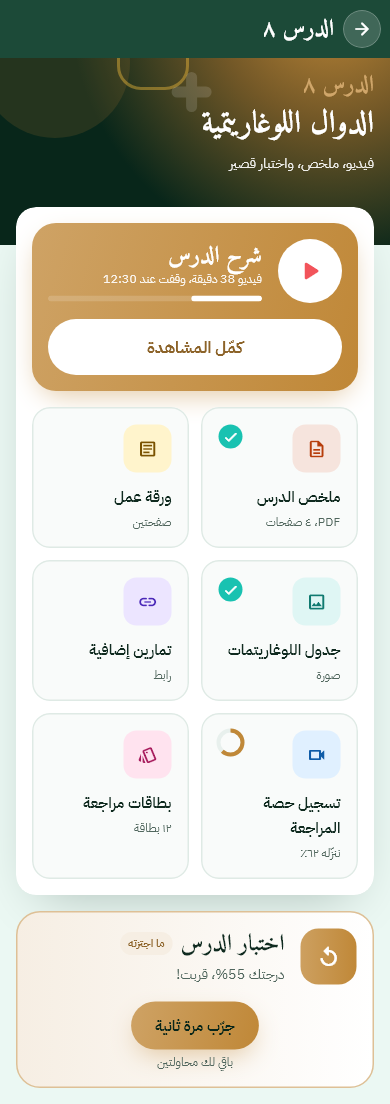 الدرس ٨
الدرس ٨
الدوال اللوغاريتمية
فيديو، ملخص، واختبار قصير
شرح الدرس
فيديو 38 دقيقة، وقفت عند 12:30
كمّل المشاهدة
ملخص الدرس
PDF، ٤ صفحات
ورقة عمل
صفحتين
جدول اللوغاريتمات
صورة
تمارين إضافية
رابط
تسجيل حصة
المراجعة
ننزّله ٦٢٪
بطاقات مراجعة
١٢ بطاقة
اختبار الدرس
ما اجتزته
درجتك 55%، قربت!
جرّب مرة ثانية
باقي لك محاولتين